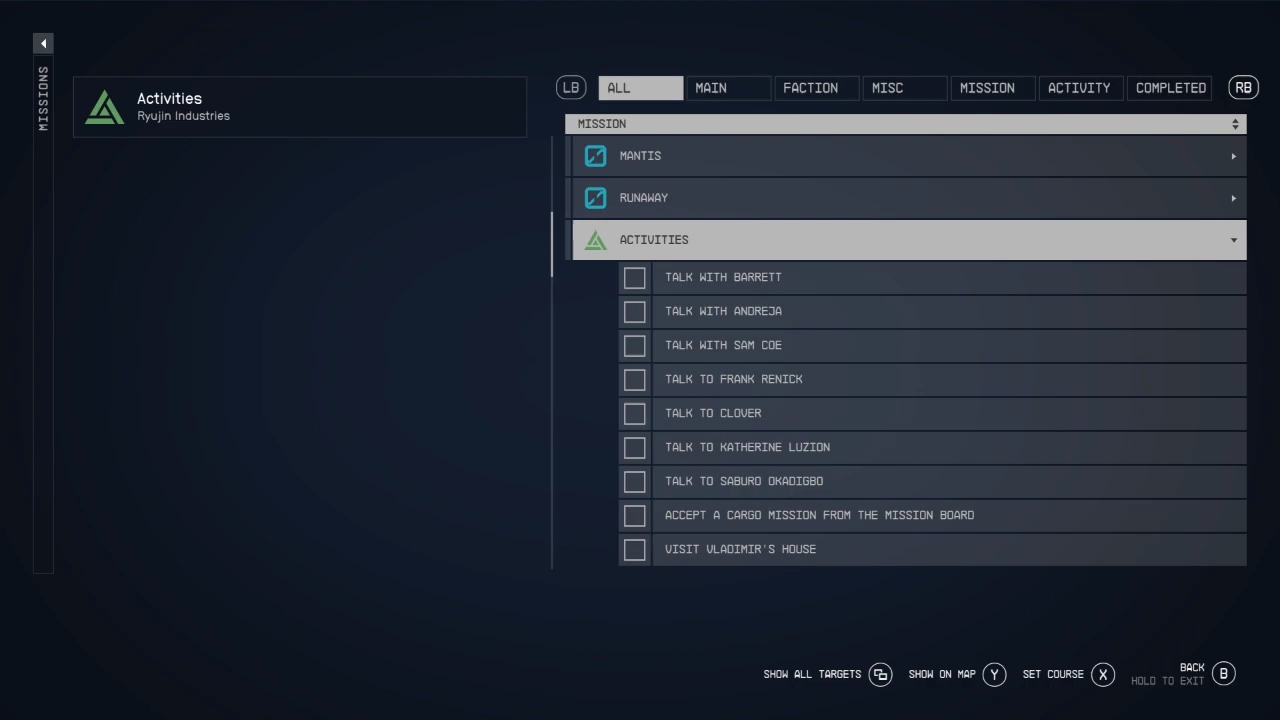 MISSIONS
Activities
Ryujin Industries
LB ALL MAIN FACTION MISC MISSION ACTIVITY COMPLETED RB
MISSION
MANTIS
RUNAWAY
ACTIVITIES
TALK WITH BARRETT
TALK WITH ANDREJA
TALK WITH SAM COE
TALK TO FRANK RENICK
TALK TO CLOVER
TALK TO KATHERINE LUZION
TALK TO SABURO OKADIGBO
ACCEPT A CARGO MISSION FROM THE MISSION BOARD
VISIT VLADIMIR'S HOUSE
SHOW ALL TARGETS SHOW ON MAP Y SET COURSE X BACK B
HOLD TO EXIT